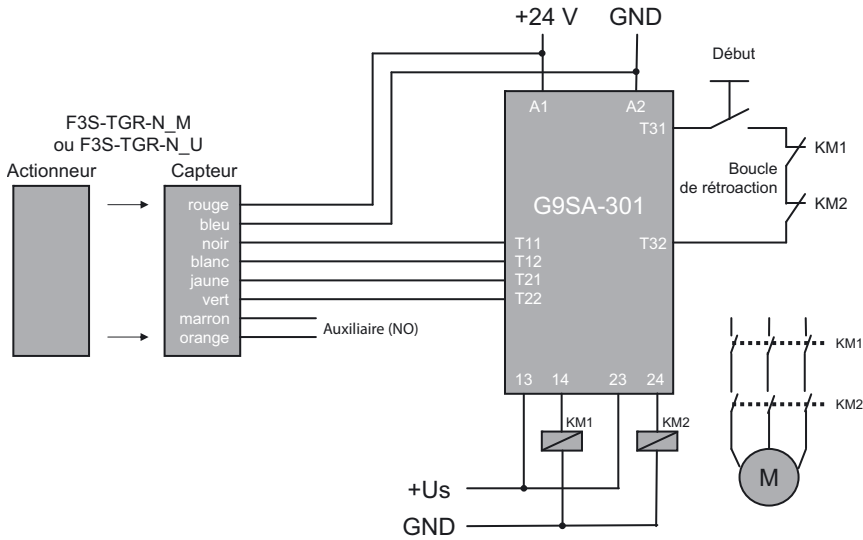 +24 V
GND
Début
F3S-TGR-N_M
ou F3S-TGR-N_U
Actionneur
Capteur
A1
A2
T31
KM1
Boucle
de rétroaction
KM2
G9SA-301
rouge
bleu
noir
blanc
jaune
vert
marron
orange
T11
T12
T21
T22
T32
Auxiliaire (NO)
13
14
23
24
KM1
KM2
+Us
GND
KM1
KM2
M